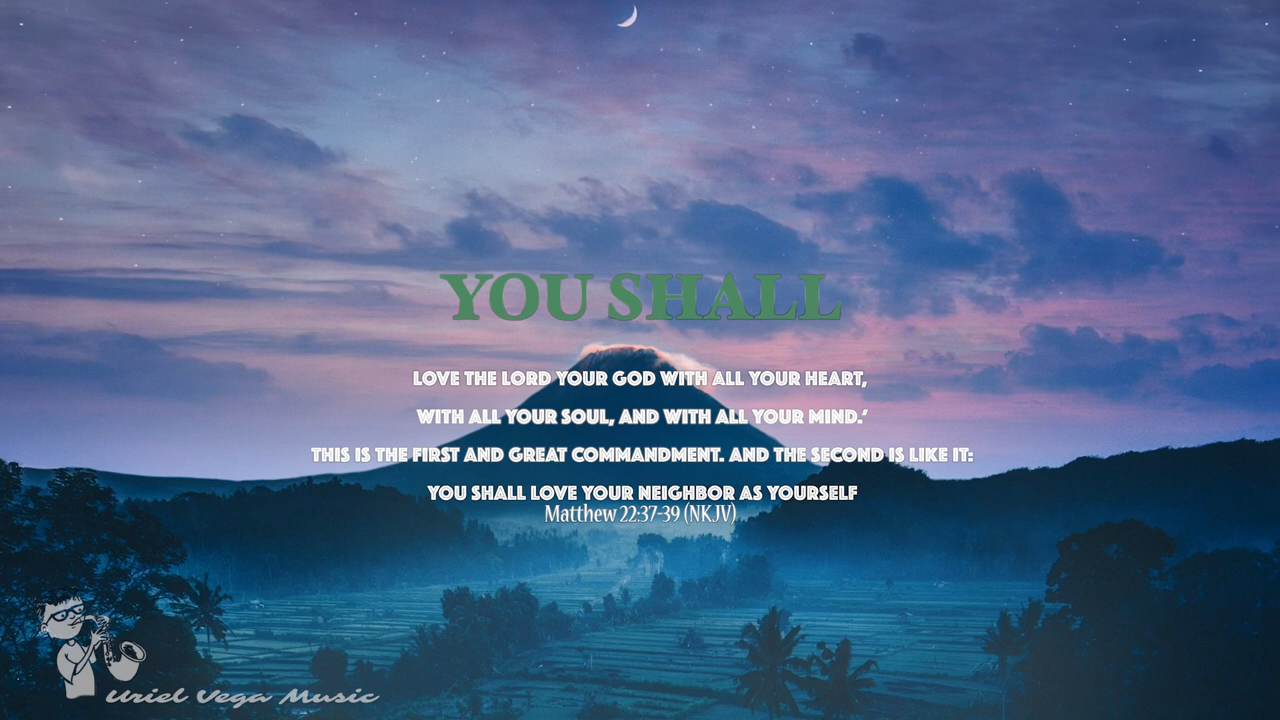 YOU SHALL
LOVE THE LORD YOUR GOD WITH ALL YOUR HEART,
WITH ALL YOUR SOUL, AND WITH ALL YOUR MIND.’
THIS IS THE FIRST AND GREAT COMMANDMENT. AND THE SECOND IS LIKE IT:
YOU SHALL LOVE YOUR NEIGHBOR AS YOURSELF
Matthew 22:37-39 (NKJV)
Uriel Vega Music